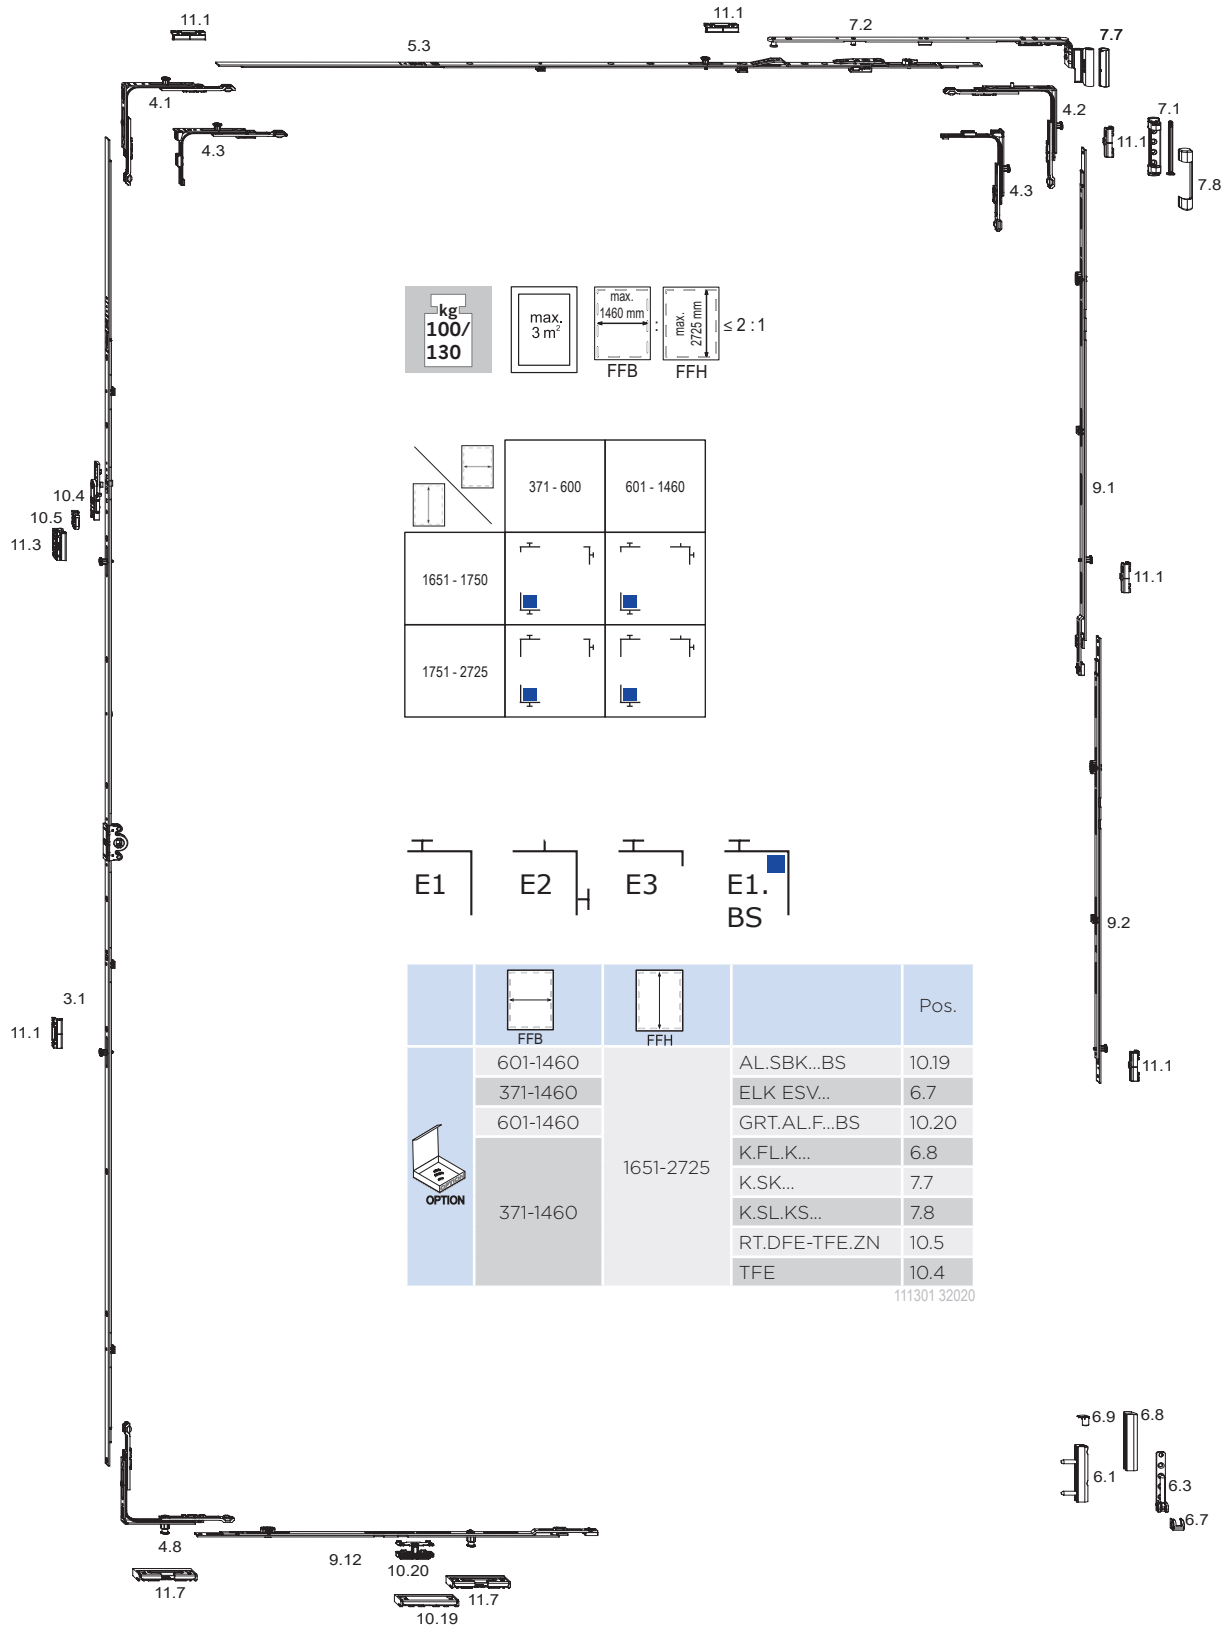 11.1
11.1
7.2
7.7
5.3
4.1
4.2
7.1
4.3
11.1
4.3
7.8
kg
100/
130
max.
3 m²
max.
1460 mm
FFB
:
max.
2725 mm
FFH
≤ 2 : 1
10.4
10.5
11.3
371 - 600
601 - 1460
1651 - 1750
1751 - 2725
9.1
11.1
E1
E2
E3
E1.
BS
9.2
3.1
11.1
11.1
FFB
FFH
Pos.
OPTION
601-1460
1651-2725
AL.SBK...BS
10.19
371-1460
ELK ESV...
6.7
601-1460
GRT.AL.F...BS
10.20
371-1460
K.FL.K...
6.8
K.SK...
7.7
K.SL.KS...
7.8
RT.DFE-TFE.ZN
10.5
TFE
10.4
111301 32020
6.9
6.8
6.1
6.3
6.7
4.8
9.12
10.20
11.7
11.7
10.19